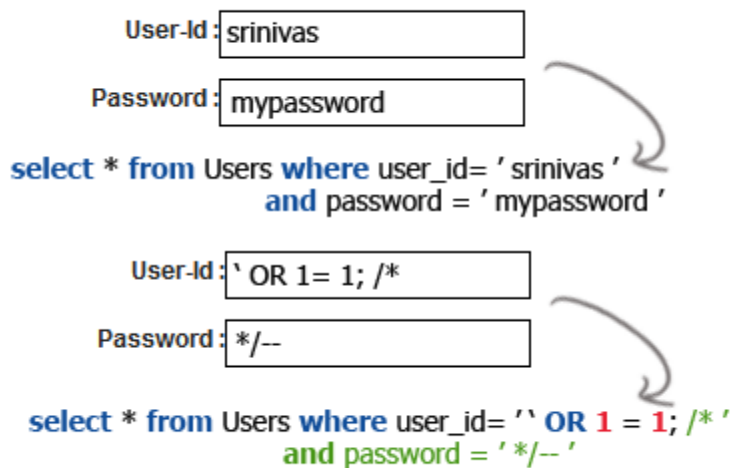 User-Id : srinivas
Password : mypassword
select * from Users where user_id= ' srinivas '
and password = ' mypassword '
User-Id : ` OR 1= 1; /*
Password : */--
select * from Users where user_id= ' ` OR 1 = 1; /* '
and password = ' */-- '